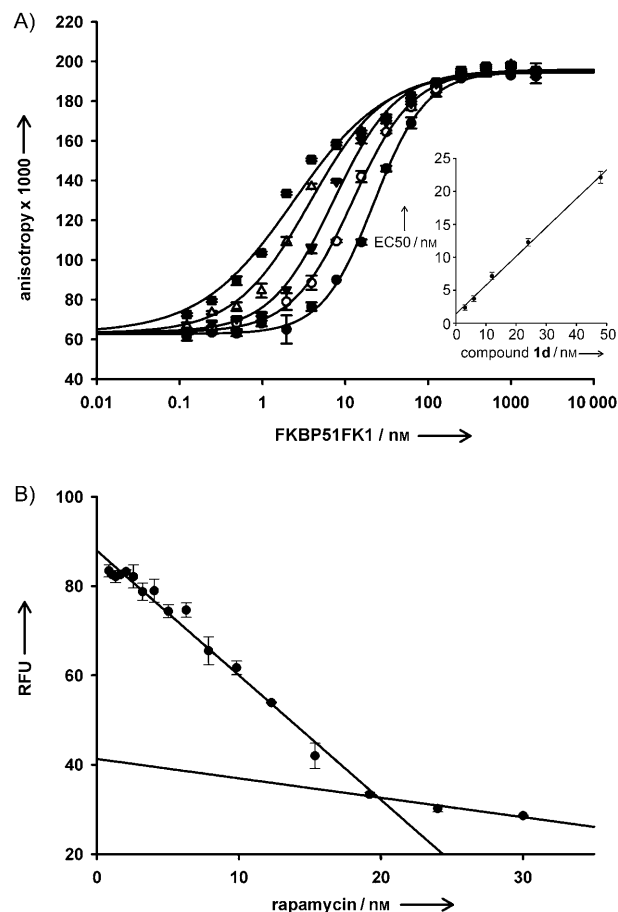 A)
220
200
180
160
140
120
100
80
60
40
anisotropy x 1000
0.01 0.1 1 10 100 1000 10 000
FKBP51FK1 / nM
EC50 / nM
25
20
15
10
5
0
0 10 20 30 40 50
compound 1d / nM
B)
100
80
60
40
20
RFU
0 10 20 30
rapamycin / nM